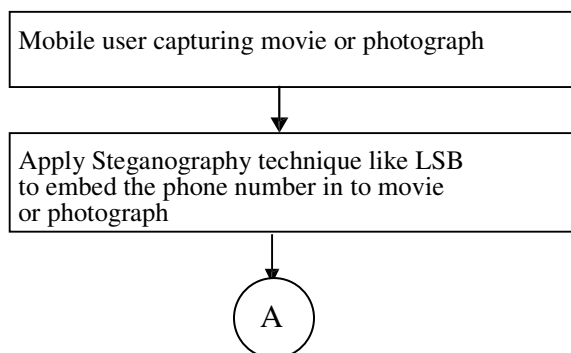 Mobile user capturing movie or photograph
Apply Steganography technique like LSB
to embed the phone number in to movie
or photograph
A